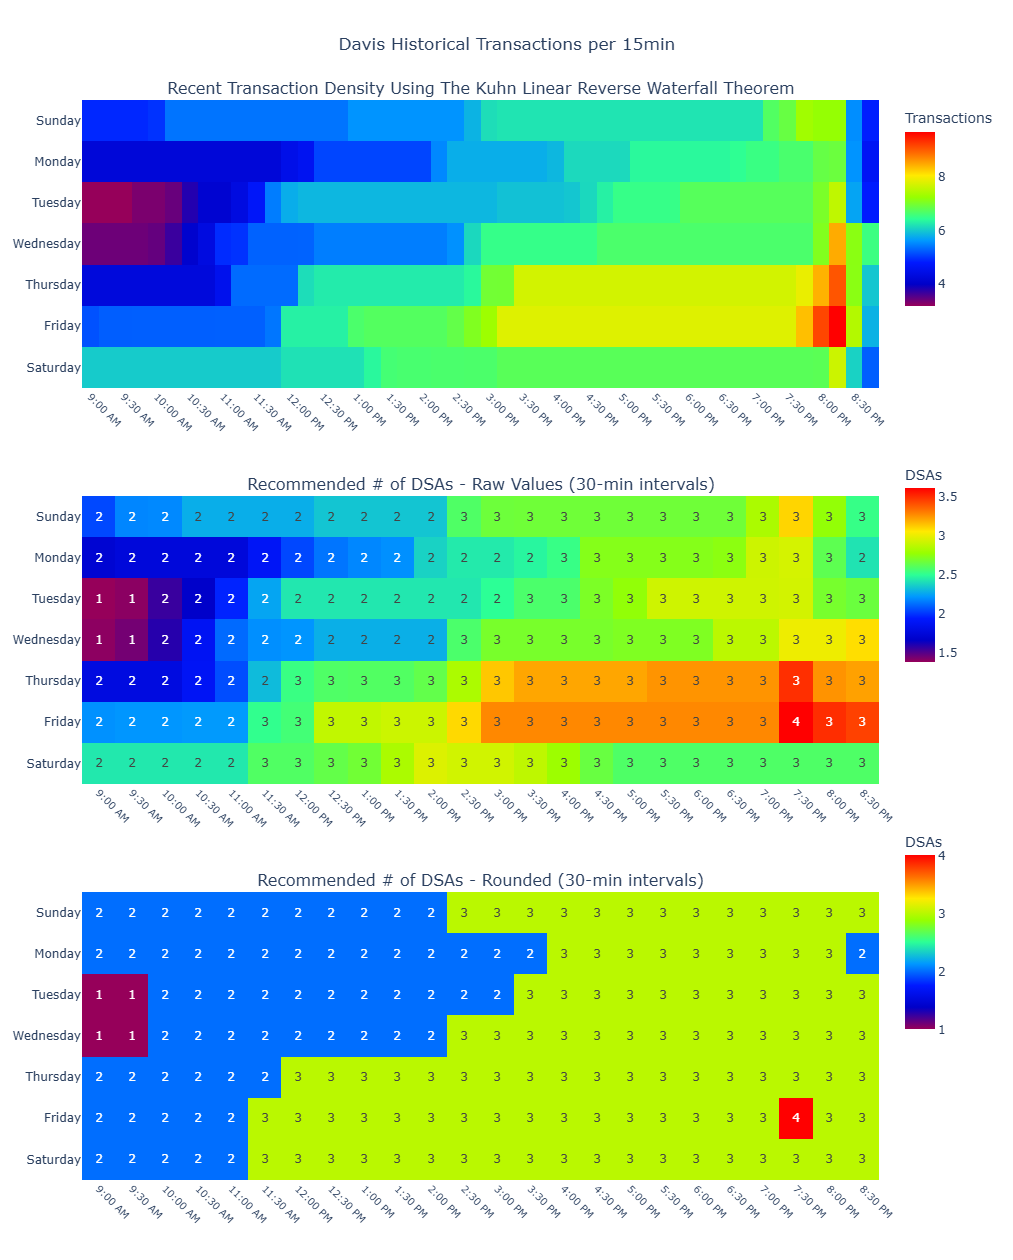 Davis Historical Transactions per 15min
Recent Transaction Density Using The Kuhn Linear Reverse Waterfall Theorem
Transactions
Sunday
Monday
Tuesday
Wednesday
Thursday
Friday
Saturday
8
6
4
9:00 AM 9:30 AM 10:00 AM 10:30 AM 11:00 AM 11:30 AM 12:00 PM 12:30 PM 1:00 PM 1:30 PM 2:00 PM 2:30 PM 3:00 PM 3:30 PM 4:00 PM 4:30 PM 5:00 PM 5:30 PM 6:00 PM 6:30 PM 7:00 PM 7:30 PM 8:00 PM 8:30 PM
Recommended # of DSAs - Raw Values (30-min intervals)
DSAs
Sunday 2 2 2 2 2 2 2 2 2 2 2 3 3 3 3 3 3 3 3 3 3 3 3 3
Monday 2 2 2 2 2 2 2 2 2 2 2 2 2 2 3 3 3 3 3 3 3 3 3 2
Tuesday 1 1 2 2 2 2 2 2 2 2 2 2 2 3 3 3 3 3 3 3 3 3 3 3
Wednesday 1 1 2 2 2 2 2 2 2 2 2 3 3 3 3 3 3 3 3 3 3 3 3 3
Thursday 2 2 2 2 2 2 3 3 3 3 3 3 3 3 3 3 3 3 3 3 3 3 3 3
Friday 2 2 2 2 2 3 3 3 3 3 3 3 3 3 3 3 3 3 3 3 3 4 3 3
Saturday 2 2 2 2 2 3 3 3 3 3 3 3 3 3 3 3 3 3 3 3 3 3 3 3
3.5
3
2.5
2
1.5
9:00 AM 9:30 AM 10:00 AM 10:30 AM 11:00 AM 11:30 AM 12:00 PM 12:30 PM 1:00 PM 1:30 PM 2:00 PM 2:30 PM 3:00 PM 3:30 PM 4:00 PM 4:30 PM 5:00 PM 5:30 PM 6:00 PM 6:30 PM 7:00 PM 7:30 PM 8:00 PM 8:30 PM
Recommended # of DSAs - Rounded (30-min intervals)
DSAs
Sunday 2 2 2 2 2 2 2 2 2 2 2 3 3 3 3 3 3 3 3 3 3 3 3 3
Monday 2 2 2 2 2 2 2 2 2 2 2 2 2 2 3 3 3 3 3 3 3 3 3 2
Tuesday 1 1 2 2 2 2 2 2 2 2 2 2 2 3 3 3 3 3 3 3 3 3 3 3
Wednesday 1 1 2 2 2 2 2 2 2 2 2 3 3 3 3 3 3 3 3 3 3 3 3 3
Thursday 2 2 2 2 2 2 3 3 3 3 3 3 3 3 3 3 3 3 3 3 3 3 3 3
Friday 2 2 2 2 2 3 3 3 3 3 3 3 3 3 3 3 3 3 3 3 3 4 3 3
Saturday 2 2 2 2 2 3 3 3 3 3 3 3 3 3 3 3 3 3 3 3 3 3 3 3
4
3
2
1
9:00 AM 9:30 AM 10:00 AM 10:30 AM 11:00 AM 11:30 AM 12:00 PM 12:30 PM 1:00 PM 1:30 PM 2:00 PM 2:30 PM 3:00 PM 3:30 PM 4:00 PM 4:30 PM 5:00 PM 5:30 PM 6:00 PM 6:30 PM 7:00 PM 7:30 PM 8:00 PM 8:30 PM